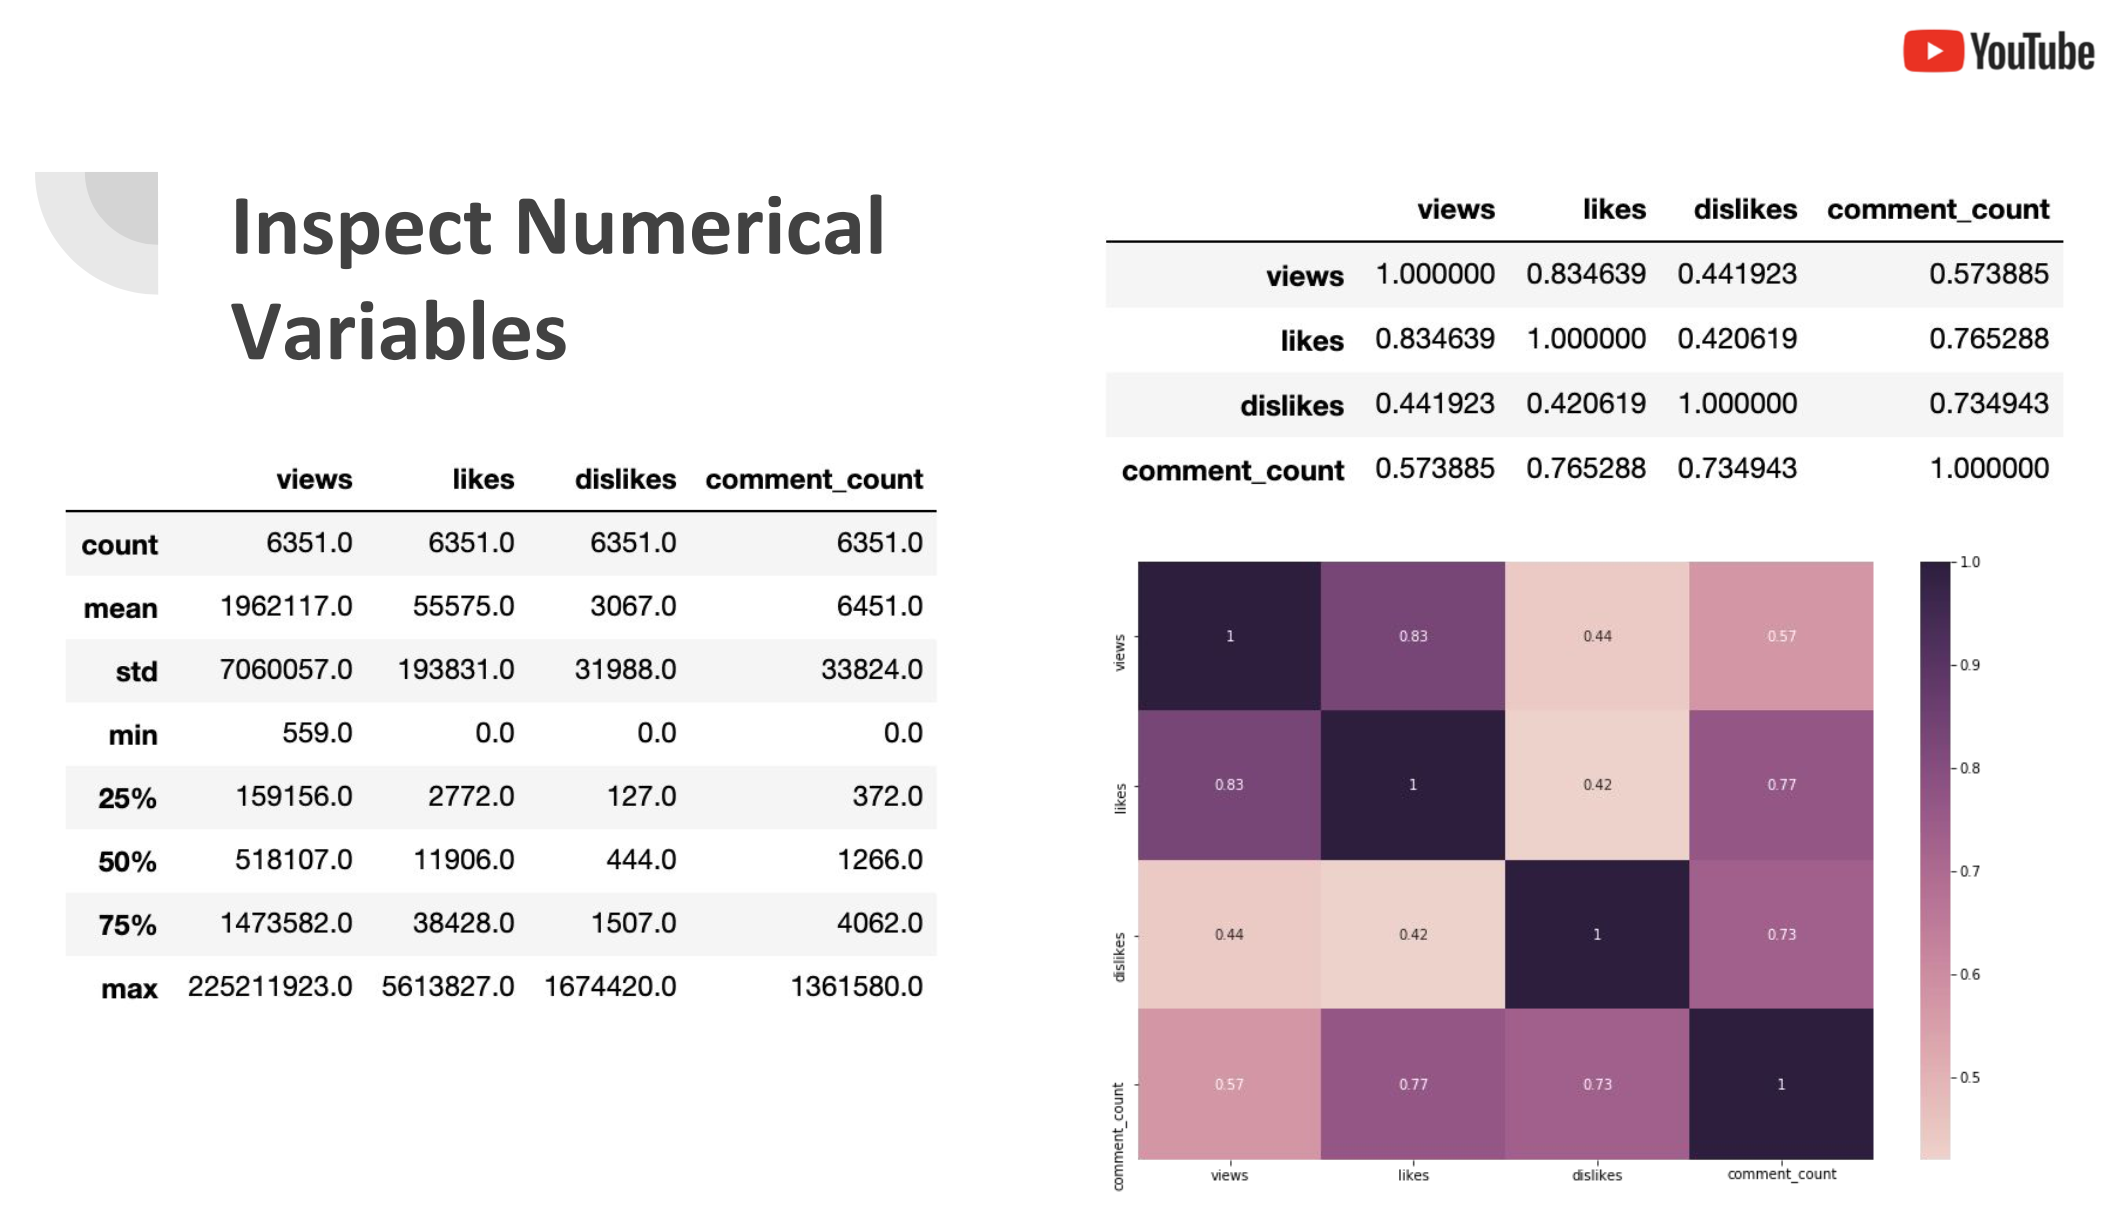 YouTube
Inspect Numerical
Variables
views likes dislikes comment_count
count 6351.0 6351.0 6351.0 6351.0
mean 1962117.0 55575.0 3067.0 6451.0
std 7060057.0 193831.0 31988.0 33824.0
min 559.0 0.0 0.0 0.0
25% 159156.0 2772.0 127.0 372.0
50% 518107.0 11906.0 444.0 1266.0
75% 1473582.0 38428.0 1507.0 4062.0
max 225211923.0 5613827.0 1674420.0 1361580.0
views likes dislikes comment_count
views 1.000000 0.834639 0.441923 0.573885
likes 0.834639 1.000000 0.420619 0.765288
dislikes 0.441923 0.420619 1.000000 0.734943
comment_count 0.573885 0.765288 0.734943 1.000000
views 1 0.83 0.44 0.57
likes 0.83 1 0.42 0.77
dislikes 0.44 0.42 1 0.73
comment_count 0.57 0.77 0.73 1
views likes dislikes comment_count
1.0
0.9
0.8
0.7
0.6
0.5